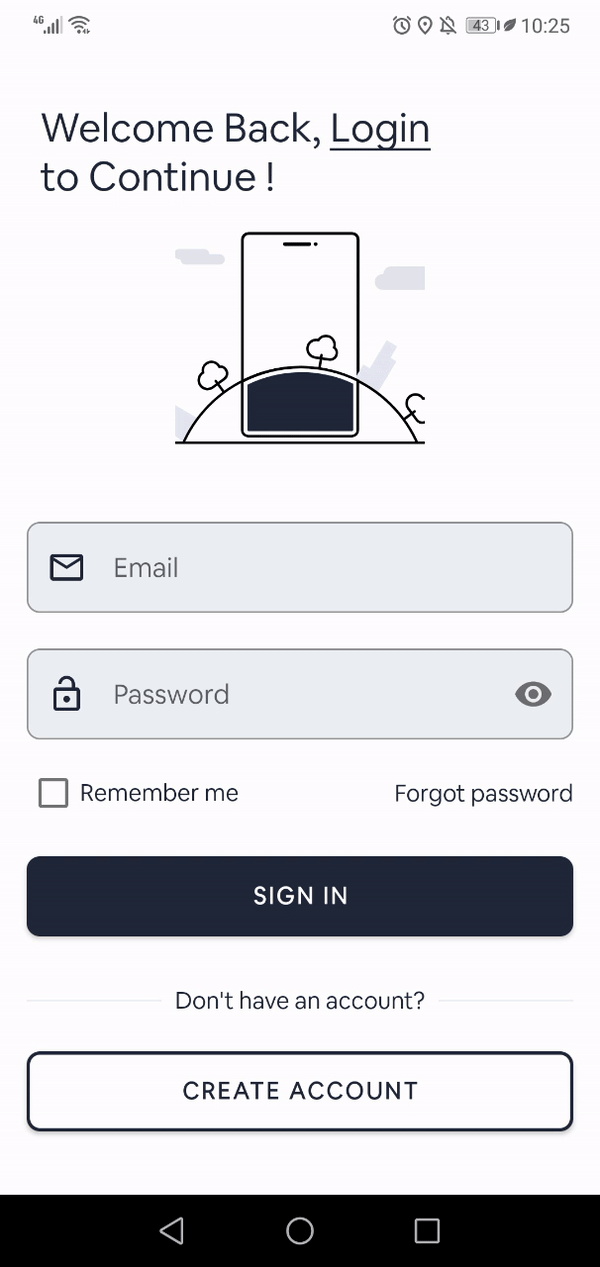 4G 43 10:25
Welcome Back, Login
to Continue !
Email
Password
Remember me Forgot password
SIGN IN
Don't have an account?
CREATE ACCOUNT